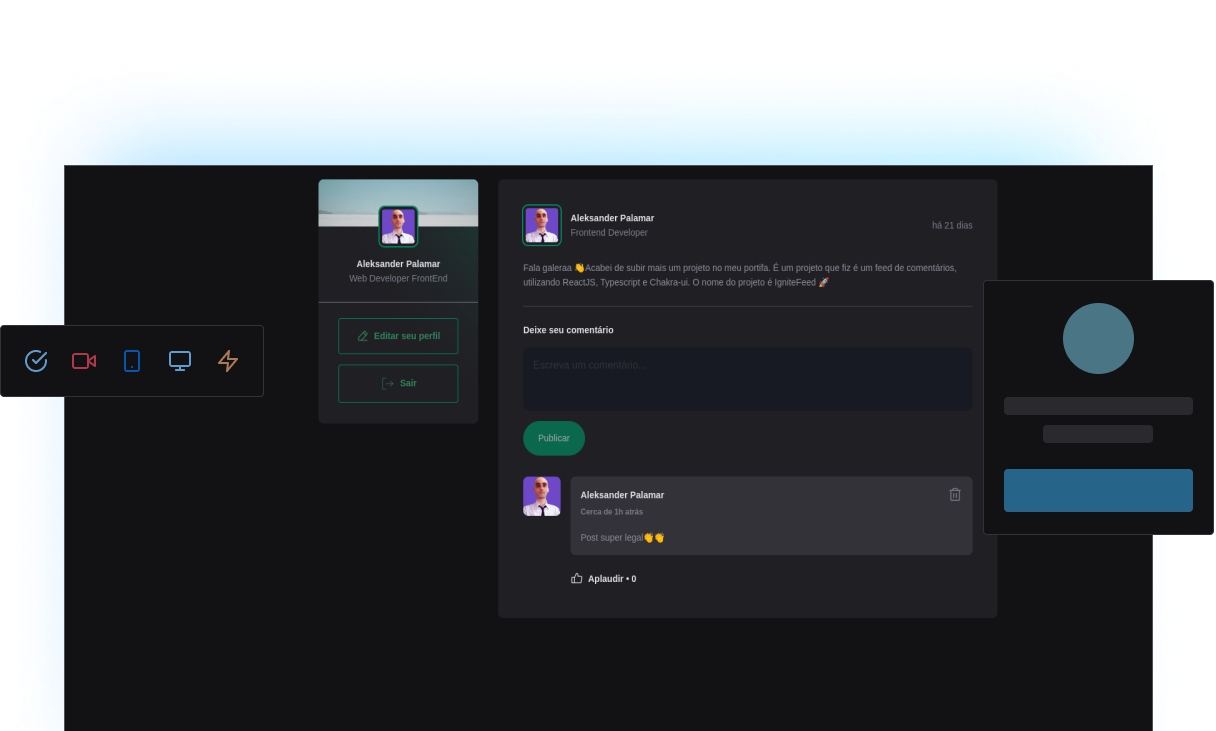 Aleksander Palamar
Web Developer FrontEnd
Editar seu perfil
Sair
Aleksander Palamar
Frontend Developer
há 21 dias
Fala galeraa 👋Acabei de subir mais um projeto no meu portifa. É um projeto que fiz é um feed de comentários,
utilizando ReactJS, Typescript e Chakra-ui. O nome do projeto é IgniteFeed 🚀
Deixe seu comentário
Escreva um comentário...
Publicar
Aleksander Palamar
Cerca de 1h atrás
Post super legal👏👏
Aplaudir • 0